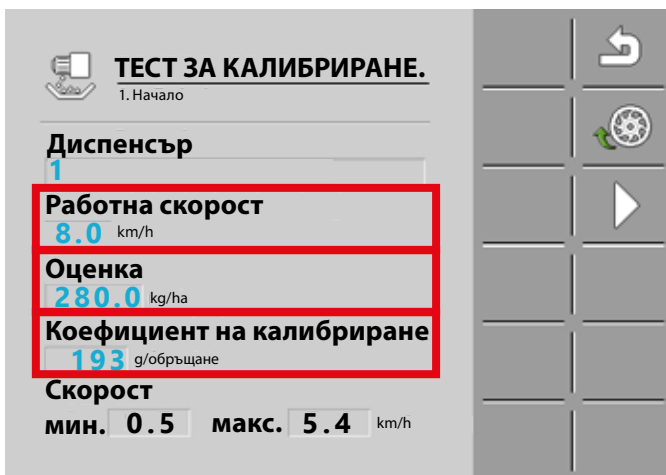 ТЕСТ ЗА КАЛИБРИРАНЕ.
1. Начало
Диспенсър
1
Работна скорост
8.0 km/h
Оценка
280.0 kg/ha
Коефициент на калибриране
193 g/обръщане
Скорост
мин. 0.5 макс. 5.4 km/h